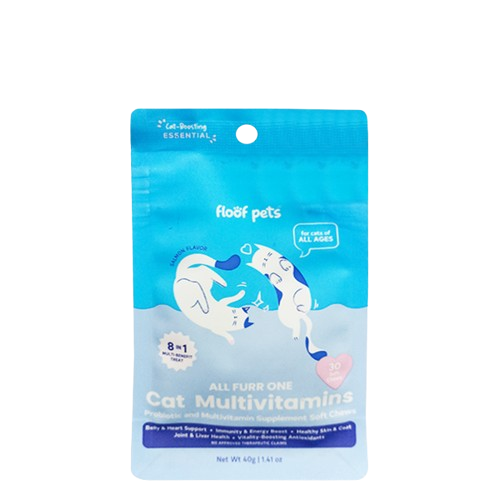 Cat-Boosting
ESSENTIAL
floof pets
for cats of
ALL AGES
SALMON FLAVOR
8 in 1
MULTI-BENEFIT
TREAT
30
ALL FURR ONE
Cat Multivitamins
Probiotic and Multivitamin Supplement Soft Chews
Body & Heart Support • Immunity & Energy Boost • Healthy Skin & Coat
Joint & Liver Health • Vitality-Boosting Antioxidants
NO APPROVED THERAPEUTIC CLAIMS
Net Wt 40g | 1.41 oz